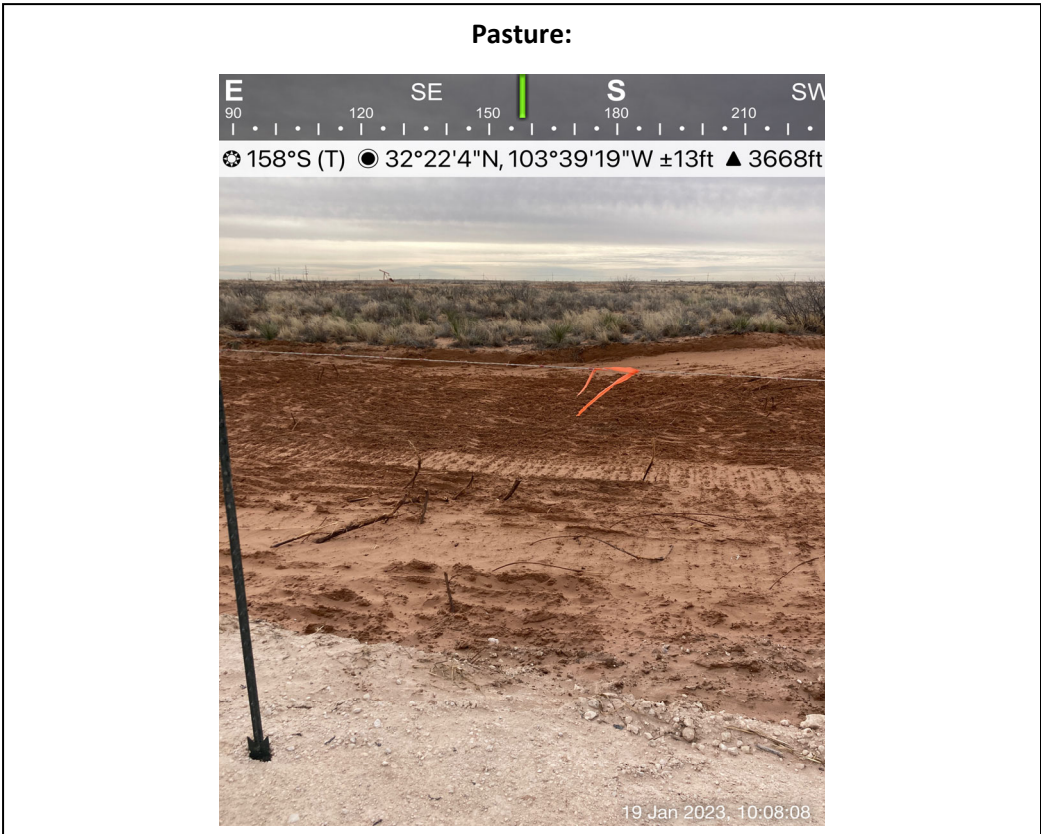 Pasture:
E SE S SW
90 120 150 180 210
158°S (T) 32°22'4"N, 103°39'19"W ±13ft ▲ 3668ft
19 Jan 2023, 10:08:08